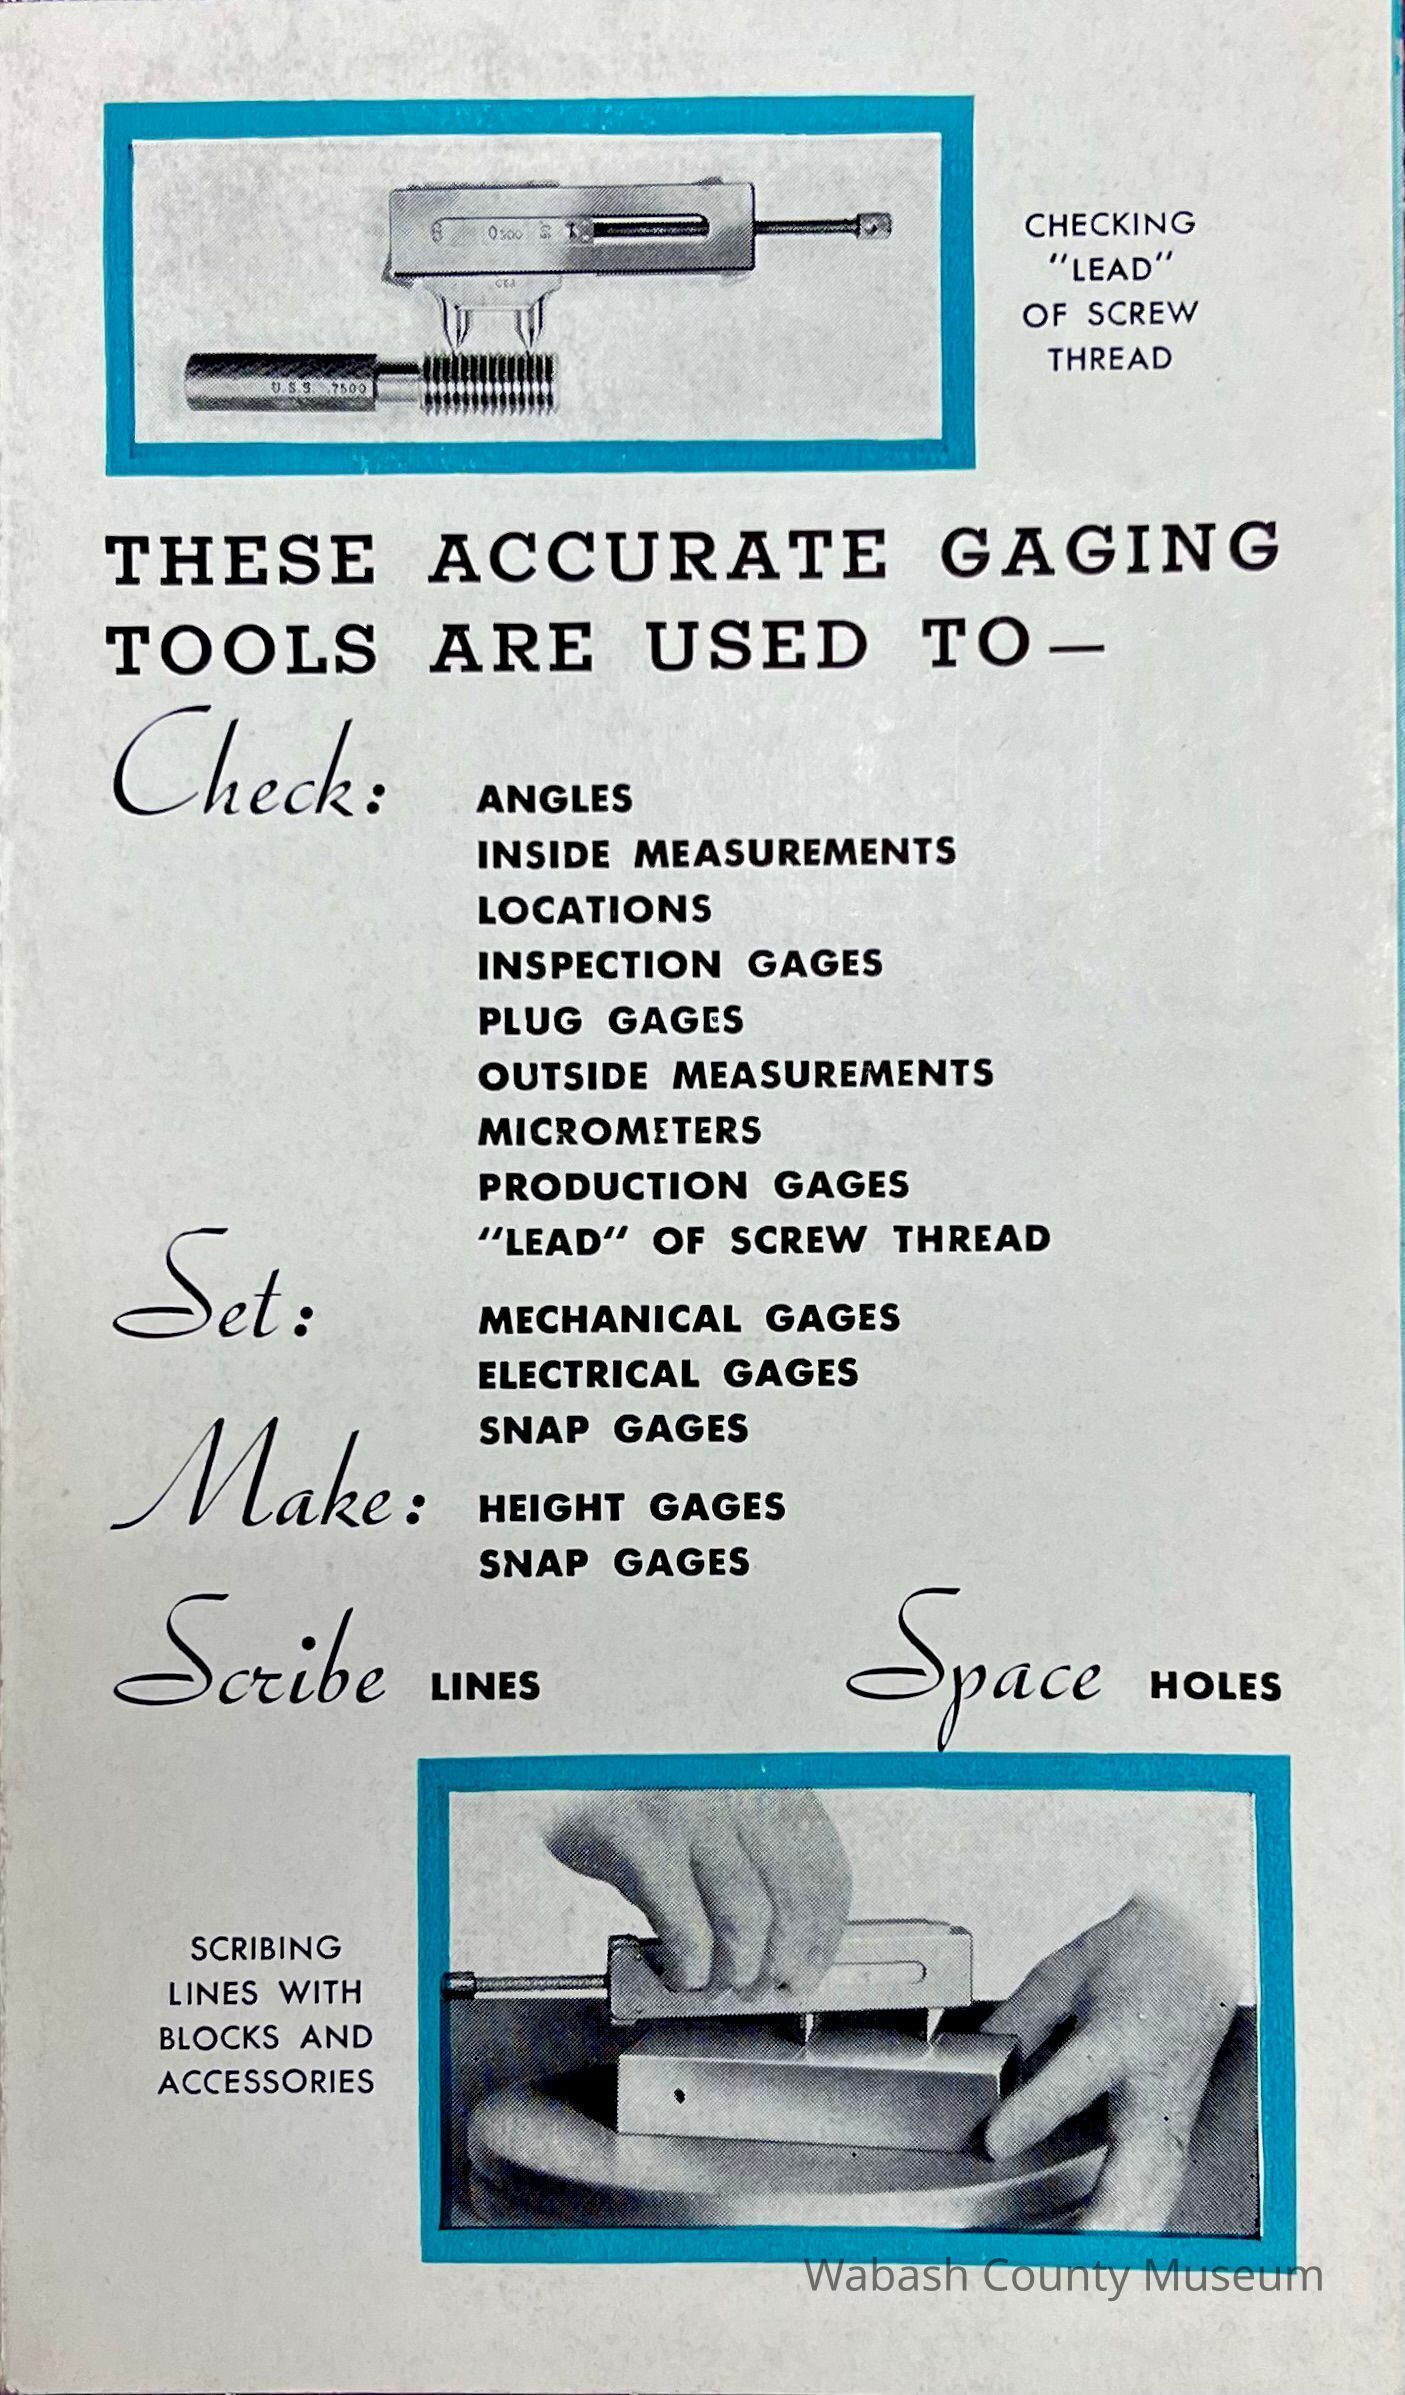 CHECKING
"LEAD"
OF SCREW
THREAD
CEJ
U.S.S. .7500
THESE ACCURATE GAGING
TOOLS ARE USED TO—
Check:
ANGLES
INSIDE MEASUREMENTS
LOCATIONS
INSPECTION GAGES
PLUG GAGES
OUTSIDE MEASUREMENTS
MICROMETERS
PRODUCTION GAGES
"LEAD" OF SCREW THREAD
Set:
MECHANICAL GAGES
ELECTRICAL GAGES
SNAP GAGES
Make:
HEIGHT GAGES
SNAP GAGES
Scribe LINES
Space HOLES
SCRIBING
LINES WITH
BLOCKS AND
ACCESSORIES
Wabash County Museum